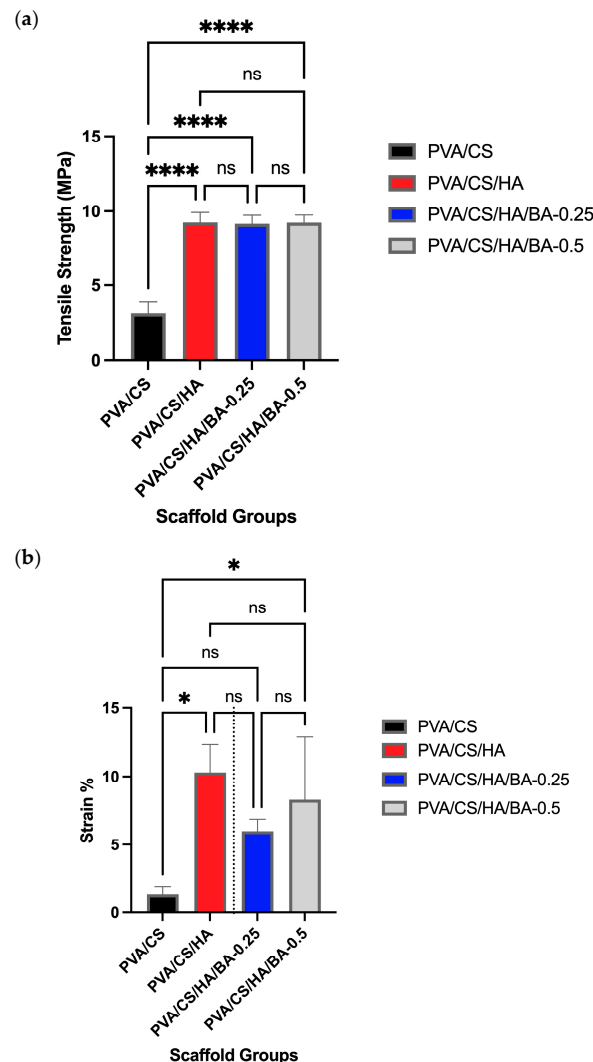 (a)
****
ns
****
****
ns
ns
15
10
5
0
Tensile Strength (MPa)
PVA/CS
PVA/CS/HA
PVA/CS/HA/BA-0.25
PVA/CS/HA/BA-0.5
Scaffold Groups
PVA/CS
PVA/CS/HA
PVA/CS/HA/BA-0.25
PVA/CS/HA/BA-0.5
(b)
*
ns
ns
*
ns
ns
15
10
5
0
Strain %
PVA/CS
PVA/CS/HA
PVA/CS/HA/BA-0.25
PVA/CS/HA/BA-0.5
Scaffold Groups
PVA/CS
PVA/CS/HA
PVA/CS/HA/BA-0.25
PVA/CS/HA/BA-0.5